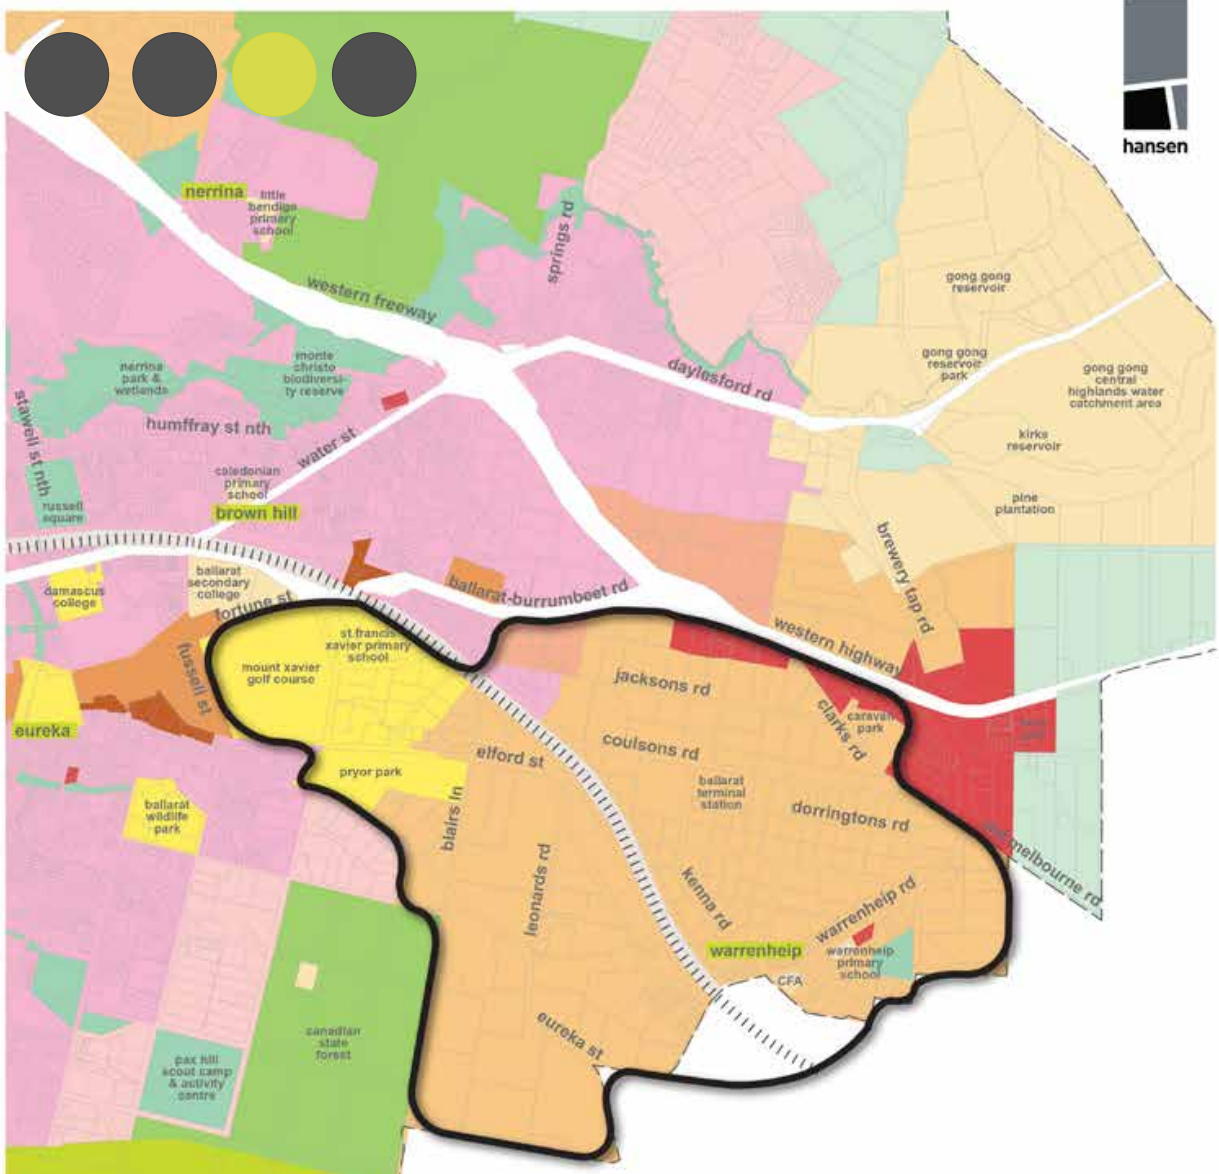 hansen
nerrina
little
bendigo
primary
school
springs rd
western freeway
gong gong
reservoir
nerrina
park &
wetlands
monte
christo
biodiversi-
ty reserve
daylesford rd
gong gong
reservoir
park
gong gong
central
highlands water
catchment area
stawell st nth
humffray st nth
water st
kirks
reservoir
caledonian
primary
school
russell
square
brown hill
pine
plantation
brewery tap rd
damascus
college
ballarat
secondary
college
fortune st
ballarat-burrumbeet rd
st francis
xavier primary
school
mount xavier
golf course
fussell st
western highway
jacksons rd
clarks rd
caravan
park
eureka
elford st
coulsons rd
pryor park
ballarat
terminal
station
ballarat
wildlife
park
blairs ln
dorringtons rd
melbourne rd
leonards rd
kenna rd
warrenheip rd
warrenheip
warrenheip
primary
school
CFA
canadian
state
forest
eureka st
pax hill
scout camp
& activity
centre